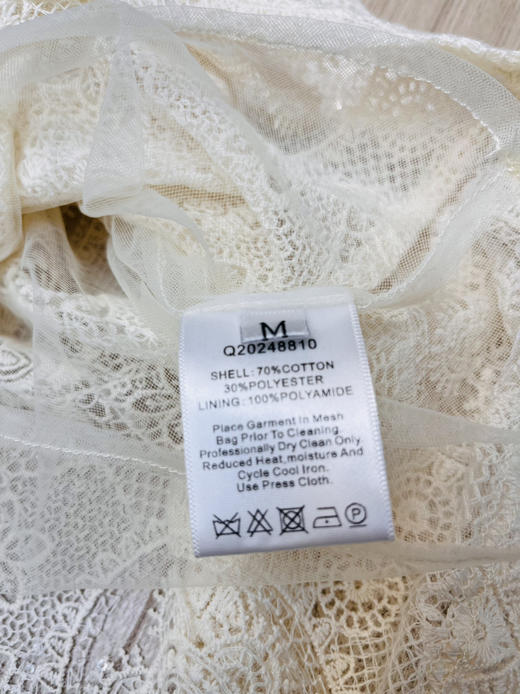 M
Q20248810
SHELL: 70%COTTON
30%POLYESTER
LINING: 100%POLYAMIDE
Place Garment in Mesh
Bag Prior To Cleaning.
Professionally Dry Clean Only.
Reduced Heat,moisture And
Cycle Cool Iron.
Use Press Cloth.
P